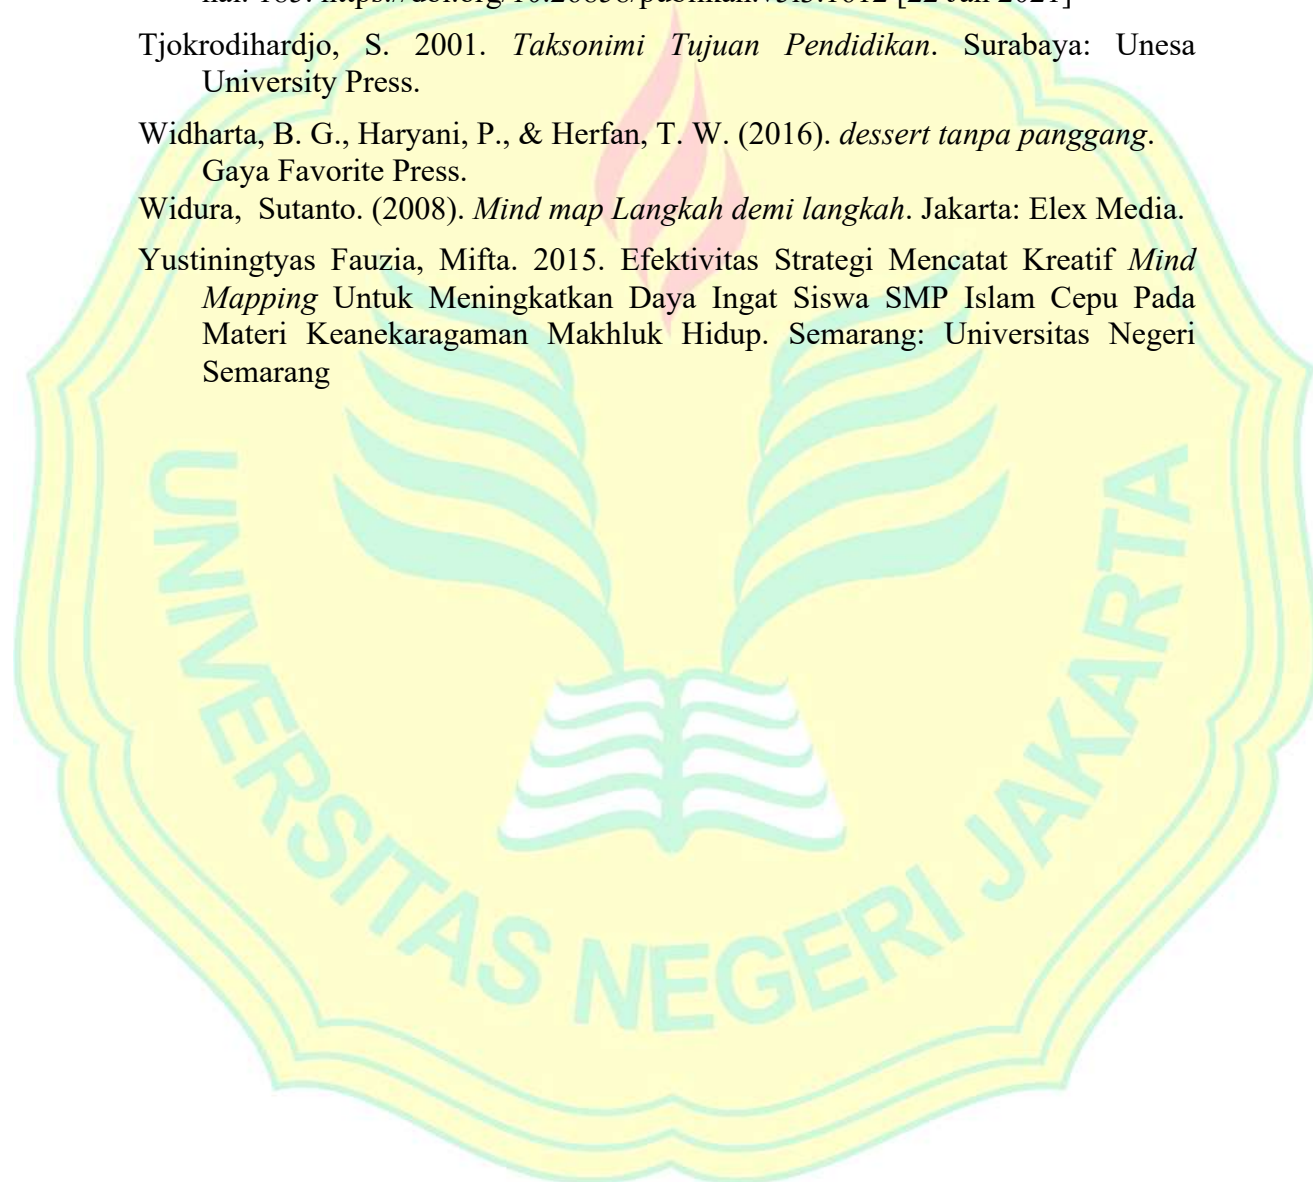 Tjokrodihardjo, S. 2001. Taksonimi Tujuan Pendidikan. Surabaya: Unesa
University Press.
Widharta, B. G., Haryani, P., & Herfan, T. W. (2016). dessert tanpa panggang.
Gaya Favorite Press.
Widura, Sutanto. (2008). Mind map Langkah demi langkah. Jakarta: Elex Media.
Yustiningtyas Fauzia, Mifta. 2015. Efektivitas Strategi Mencatat Kreatif Mind
Mapping Untuk Meningkatkan Daya Ingat Siswa SMP Islam Cepu Pada
Materi Keanekaragaman Makhluk Hidup. Semarang: Universitas Negeri
Semarang
UNIVERSITAS NEGERI JAKARTA